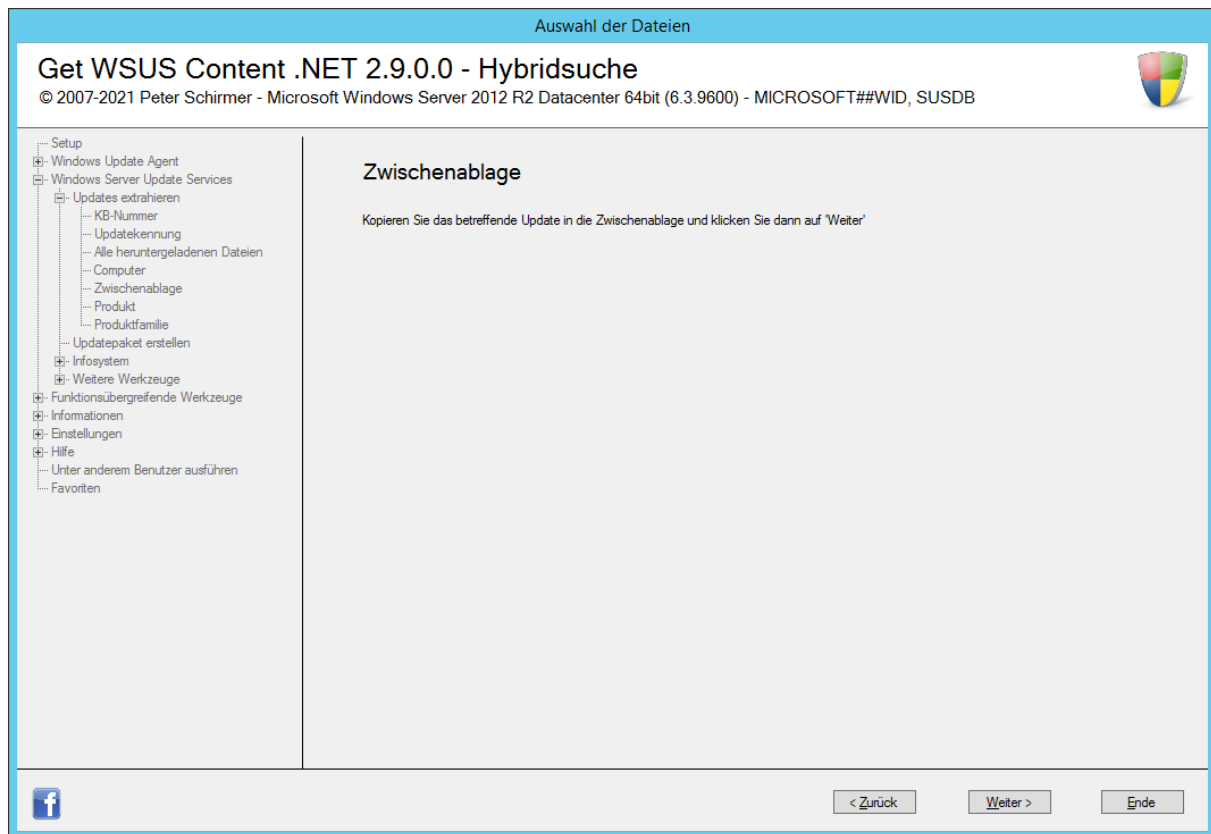 Auswahl der Dateien
Get WSUS Content .NET 2.9.0.0 - Hybridsuche
© 2007-2021 Peter Schirmer - Microsoft Windows Server 2012 R2 Datacenter 64bit (6.3.9600) - MICROSOFT##WID, SUSDB
Setup
Windows Update Agent
Windows Server Update Services
Updates extrahieren
KB-Nummer
Updatekennung
Alle heruntergeladenen Dateien
Computer
Zwischenablage
Produkt
Produktfamilie
Updatepaket erstellen
Infosystem
Weitere Werkzeuge
Funktionsübergreifende Werkzeuge
Informationen
Einstellungen
Hilfe
Unter anderem Benutzer ausführen
Favoriten
Zwischenablage
Kopieren Sie das betreffende Update in die Zwischenablage und klicken Sie dann auf 'Weiter'
f
< Zurück
Weiter >
Ende